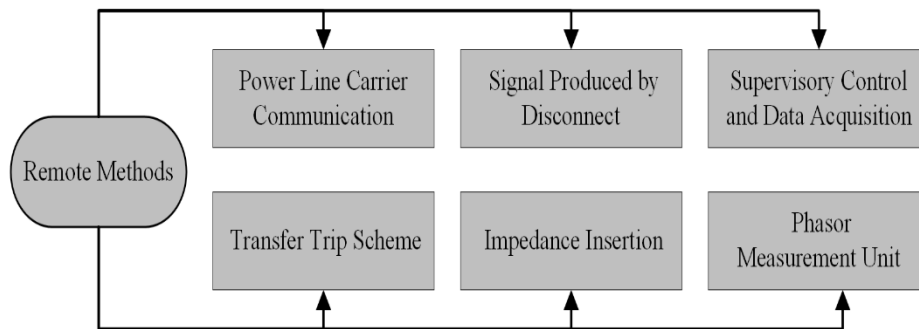 Power Line Carrier
Communication
Signal Produced by
Disconnect
Supervisory Control
and Data Acquisition
Remote Methods
Transfer Trip Scheme
Impedance Insertion
Phasor
Measurement Unit